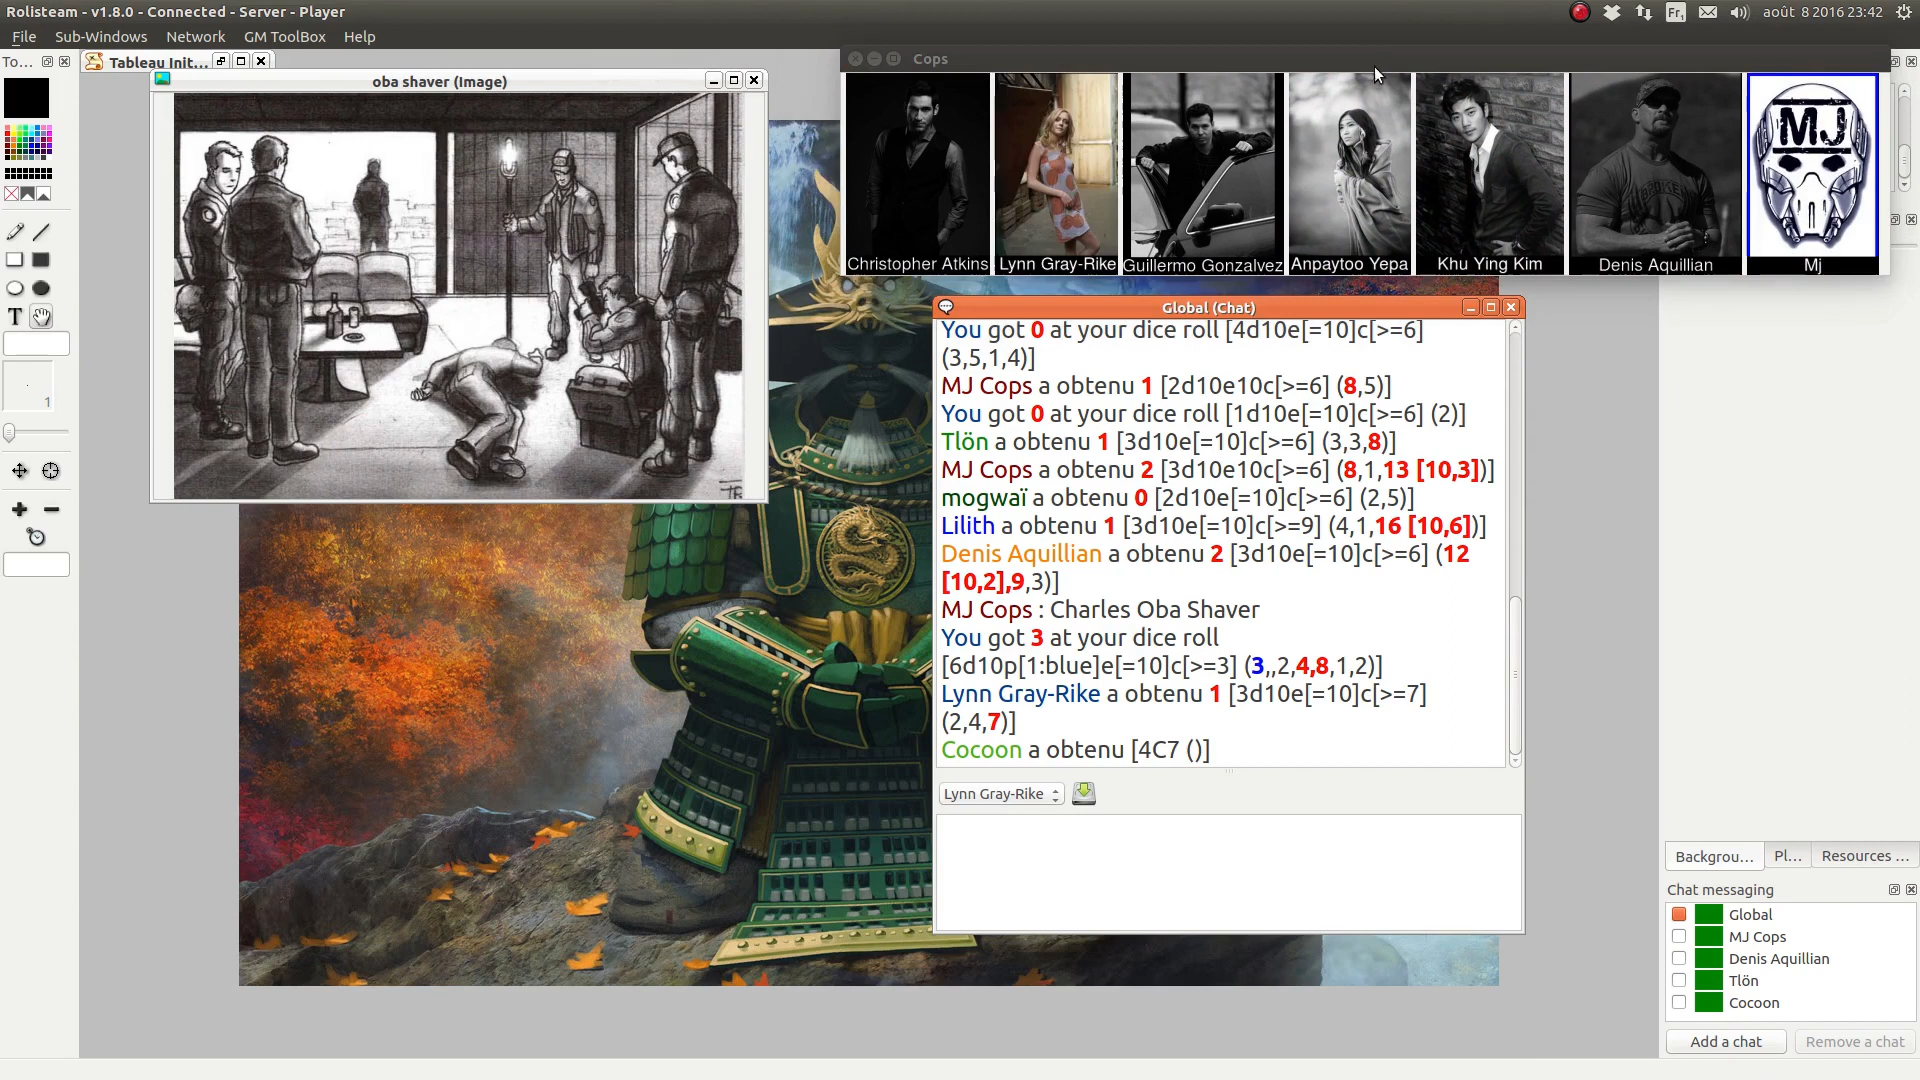 Rolisteam - v1.8.0 - Connected - Server - Player
Fr1
août 8 2016 23:42
File Sub-Windows Network GM ToolBox Help
To...
Tableau Init...
oba shaver (Image)
Cops
MJ
Christopher Atkins
Lynn Gray-Rike
Guillermo Gonzalvez
Anpaytoo Yepa
Khu Ying Kim
Denis Aquillian
Mj
T
1
Global (Chat)
You got 0 at your dice roll [4d10e[=10]c[>=6]
(3,5,1,4)]
MJ Cops a obtenu 1 [2d10e10c[>=6] (8,5)]
You got 0 at your dice roll [1d10e[=10]c[>=6] (2)]
Tlön a obtenu 1 [3d10e[=10]c[>=6] (3,3,8)]
MJ Cops a obtenu 2 [3d10e10c[>=6] (8,1,13 [10,3])]
mogwaï a obtenu 0 [2d10e[=10]c[>=6] (2,5)]
Lilith a obtenu 1 [3d10e[=10]c[>=9] (4,1,16 [10,6])]
Denis Aquillian a obtenu 2 [3d10e[=10]c[>=6] (12
[10,2],9,3)]
MJ Cops : Charles Oba Shaver
You got 3 at your dice roll
[6d10p[1:blue]e[=10]c[>=3] (3,,2,4,8,1,2)]
Lynn Gray-Rike a obtenu 1 [3d10e[=10]c[>=7]
(2,4,7)]
Cocoon a obtenu [4C7 ()]
Lynn Gray-Rike
Backgrou... Pl... Resources ...
Chat messaging
Global
MJ Cops
Denis Aquillian
Tlön
Cocoon
Add a chat
Remove a chat